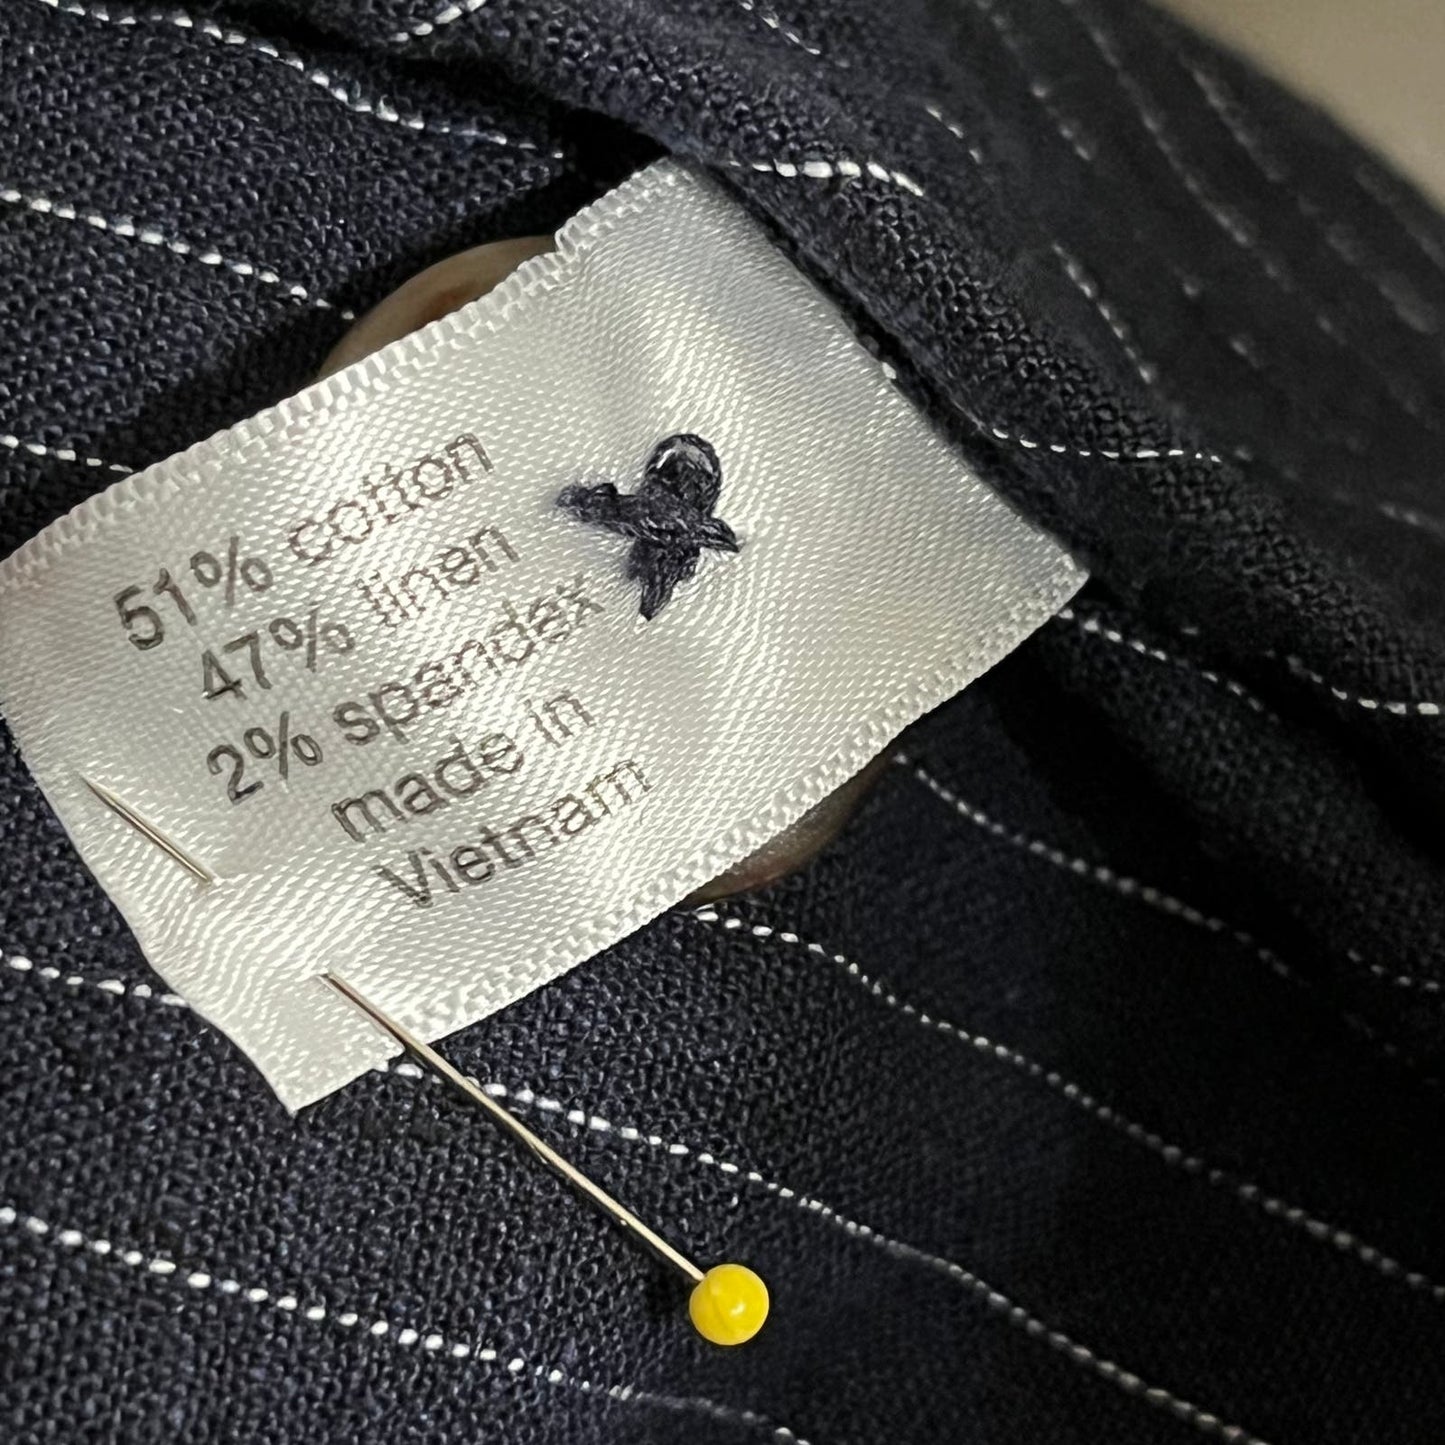 51% cotton
47% linen
2% spandex
made in
Vietnam